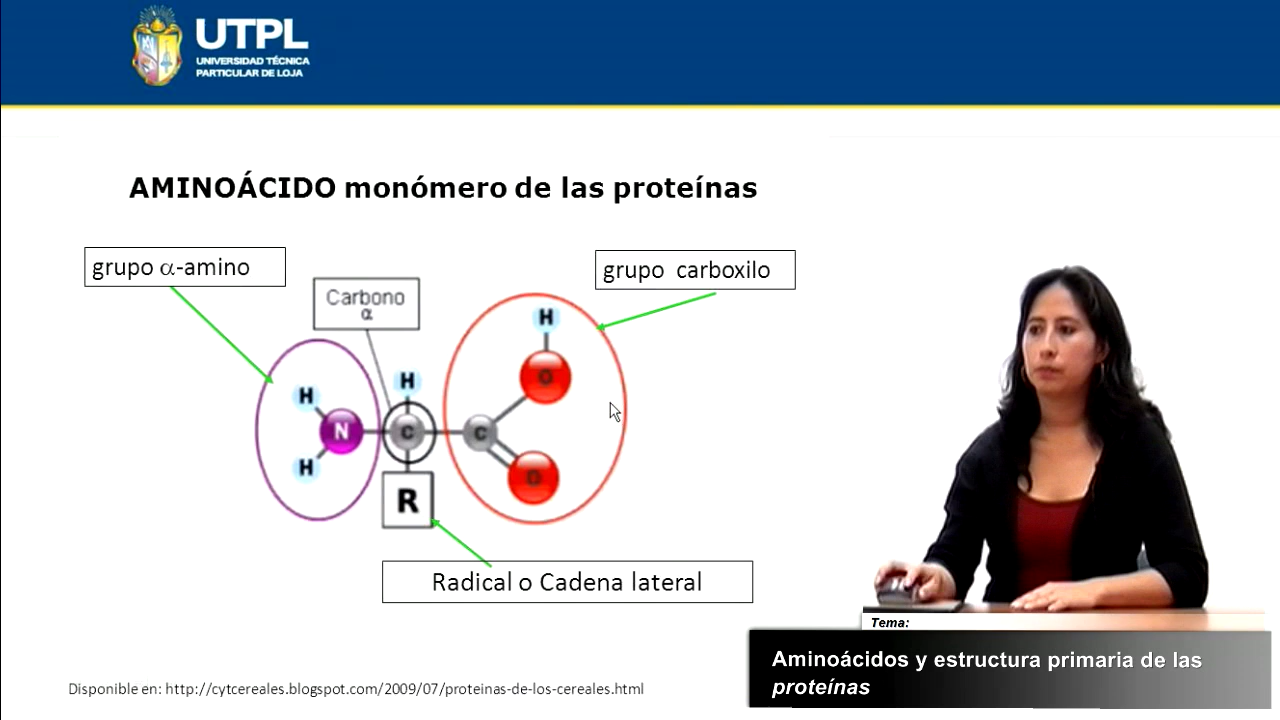 UTPL
UNIVERSIDAD TÉCNICA
PARTICULAR DE LOJA
AMINOÁCIDO monómero de las proteínas
grupo α-amino
grupo carboxilo
Carbono
α
H
H
H
O
N
C
C
H
O
R
Radical o Cadena lateral
Tema:
Aminoácidos y estructura primaria de las
proteínas
Disponible en: http://cytcereales.blogspot.com/2009/07/proteinas-de-los-cereales.html